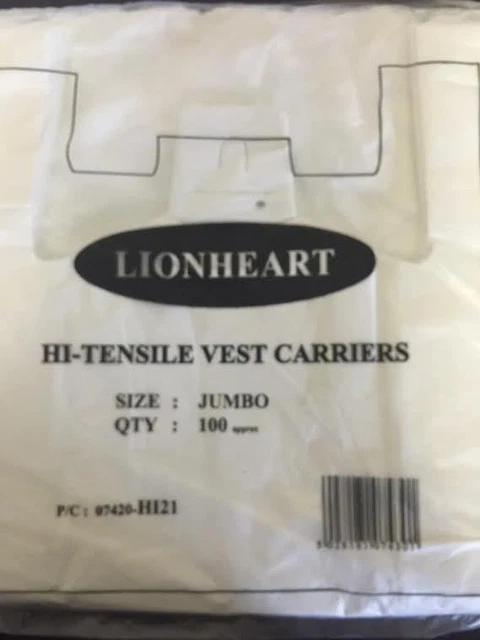 LIONHEART
HI-TENSILE VEST CARRIERS
SIZE : JUMBO
QTY : 100 approx
P/C : 07420-HI21